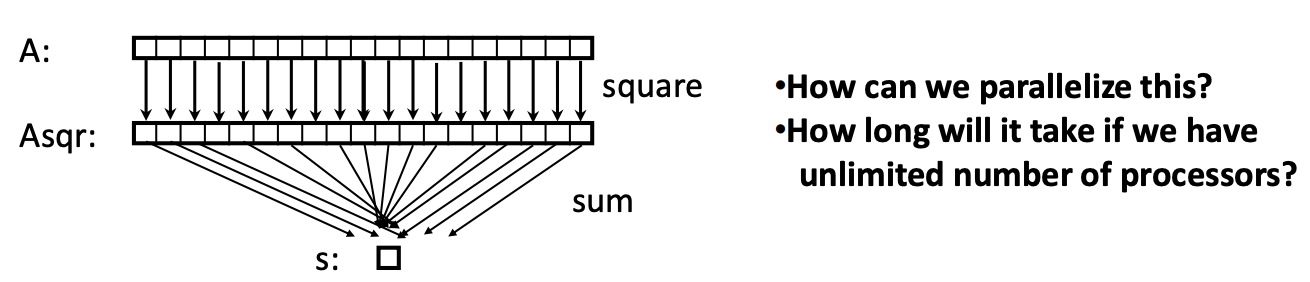 A:
square
Asqr:
sum
s:
•How can we parallelize this?
•How long will it take if we have
unlimited number of processors?